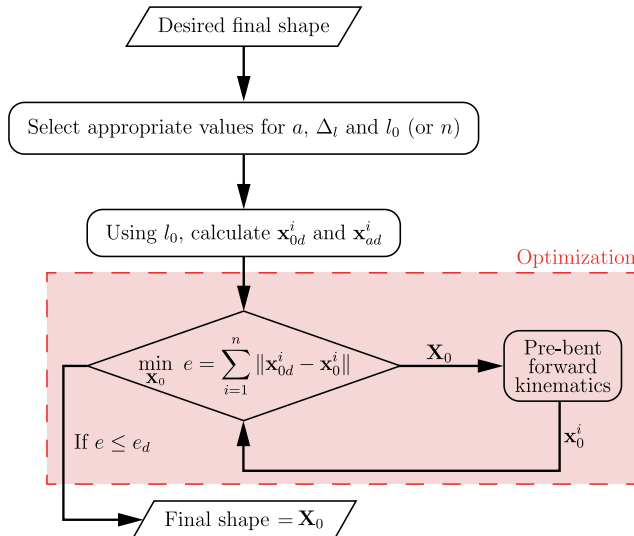 Desired final shape
Select appropriate values for a, Δ_l and l_0 (or n)
Using l_0, calculate x^i_{0d} and x^i_{ad}
Optimization
min_{X_0} e = ∑_{i=1}^{n} ‖x^i_{0d} − x^i_0‖
X_0
Pre-bent
forward
kinematics
x^i_0
If e ≤ e_d
Final shape = X_0